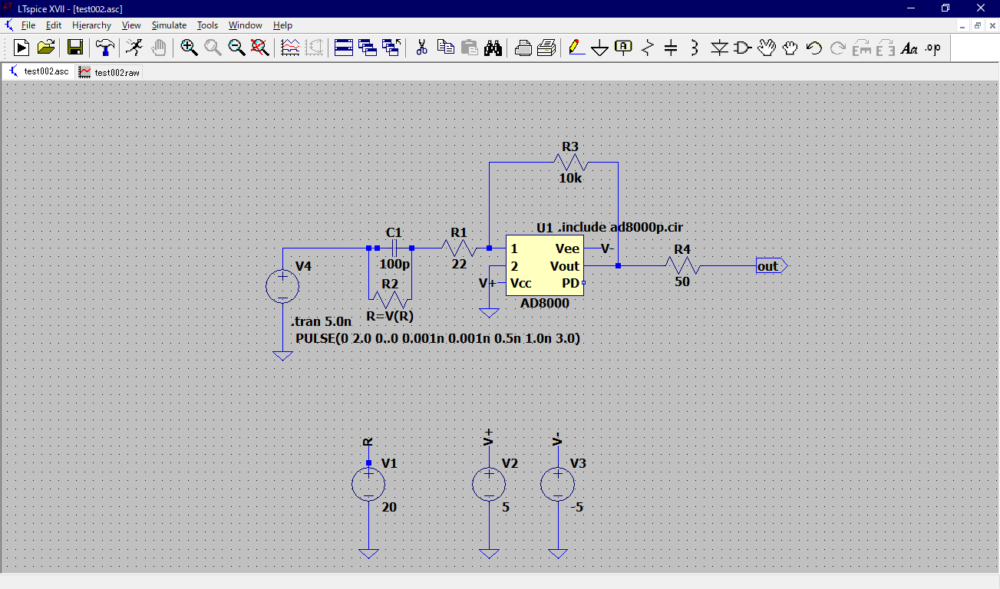 LTspice XVII - [test002.asc]
File Edit Hierarchy View Simulate Tools Window Help
Aa .op
test002.asc test002.raw
R3
10k
U1 .include ad8000p.cir
C1 R1
1 Vee V- R4
V4 100p 22 2 Vout out
R2 V+ Vcc PD 50
R=V(R) AD8000
.tran 5.0n
PULSE(0 2.0 0,.0 0.001n 0.001n 0.5n 1.0n 3.0)
R V+ V-
V1 V2 V3
20 5 -5